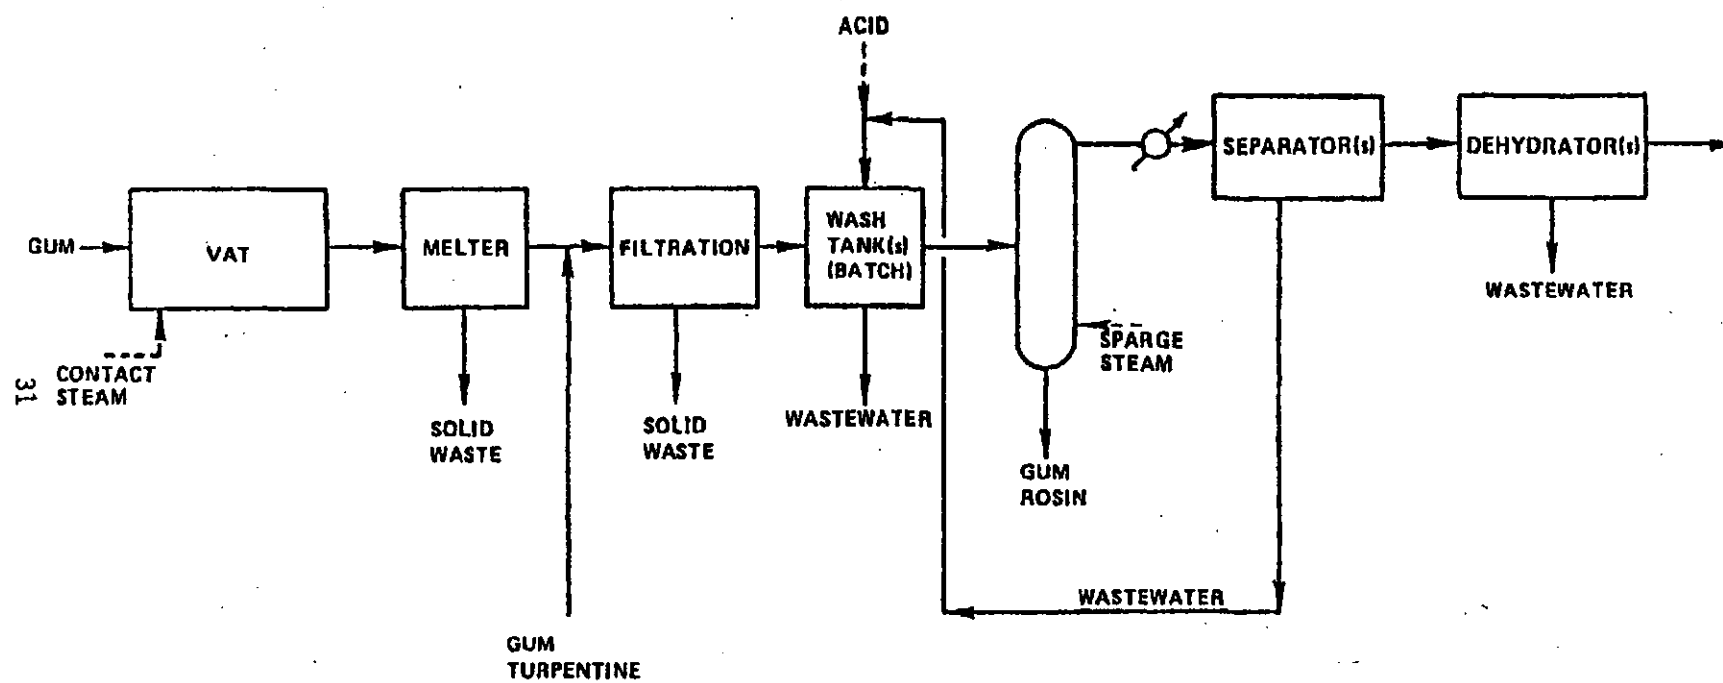 ACID
GUM
VAT
MELTER
FILTRATION
WASH
TANK(s)
(BATCH)
SEPARATOR(s)
DEHYDRATOR(s)
CONTACT
STEAM
SOLID
WASTE
SOLID
WASTE
WASTEWATER
SPARGE
STEAM
GUM
ROSIN
WASTEWATER
WASTEWATER
GUM
TURPENTINE
31